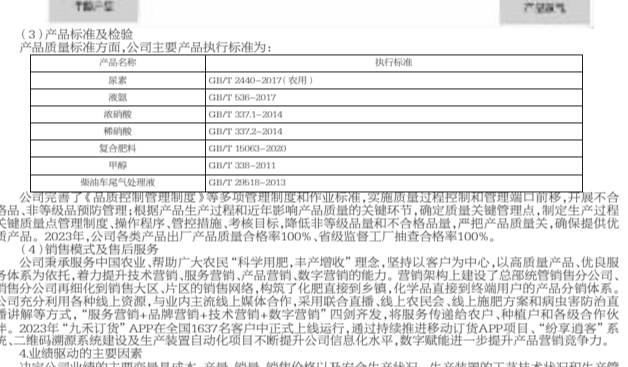 （3）产品标准及检验
产品质量标准方面,公司主要产品执行标准为:
产品名称 执行标准
尿素 GB/T 2440-2017(农用)
液氨 GB/T 536-2017
浓硝酸 GB/T 337.1-2014
稀硝酸 GB/T 337.2-2014
复合肥料 GB/T 15063-2020
甲醇 GB/T 338-2011
柴油车尾气处理液 GB/T 29518-2013
公司完善了《品质控制管理制度》等多项管理制度和作业标准,实施质量过程控制和管理端口前移,开展不合
格品、非等级品预防管理;根据产品生产过程和近年影响产品质量的关键环节,确定质量关键管理点,制定生产过程
关键质量点管理制度、操作程序、管控措施、考核目标,降低非等级品量和不合格品量,严把产品质量关,确保提供优
质产品。2023年,公司各类产品出厂产品质量合格率100%、省级监督工厂抽查合格率100%。
（4）销售模式及售后服务
公司秉承服务中国农业、帮助广大农民“科学用肥,丰产增收”理念,坚持以客户为中心,以高质量产品、优良服
务体系为依托,着力提升技术营销、服务营销、产品营销、数字营销的能力。营销架构上建设了总部统管销售分公司、
销售分公司再细化到销售大区、片区的销售网络,构筑了化肥直接到乡镇,化学品直接到终端用户的产品分销体系。
公司充分利用各种线上资源,与业内主流线上媒体合作,采用联合直播、线上农民会、线上施肥方案和病虫害防治直
播讲解等方式,“服务营销+品牌营销+技术营销+数字营销”四剑齐发,将服务传递给农户、种植户和各级合作伙
伴。2023年“九禾订货”APP在全国1637名客户中正式上线运行,通过持续推进移动订货APP项目、“纷享逍客”系
统、二维码溯源系统建设及生产装置自动化项目不断提升公司信息化水平,数字赋能进一步提升产品营销竞争力。
4.业绩驱动的主要因素